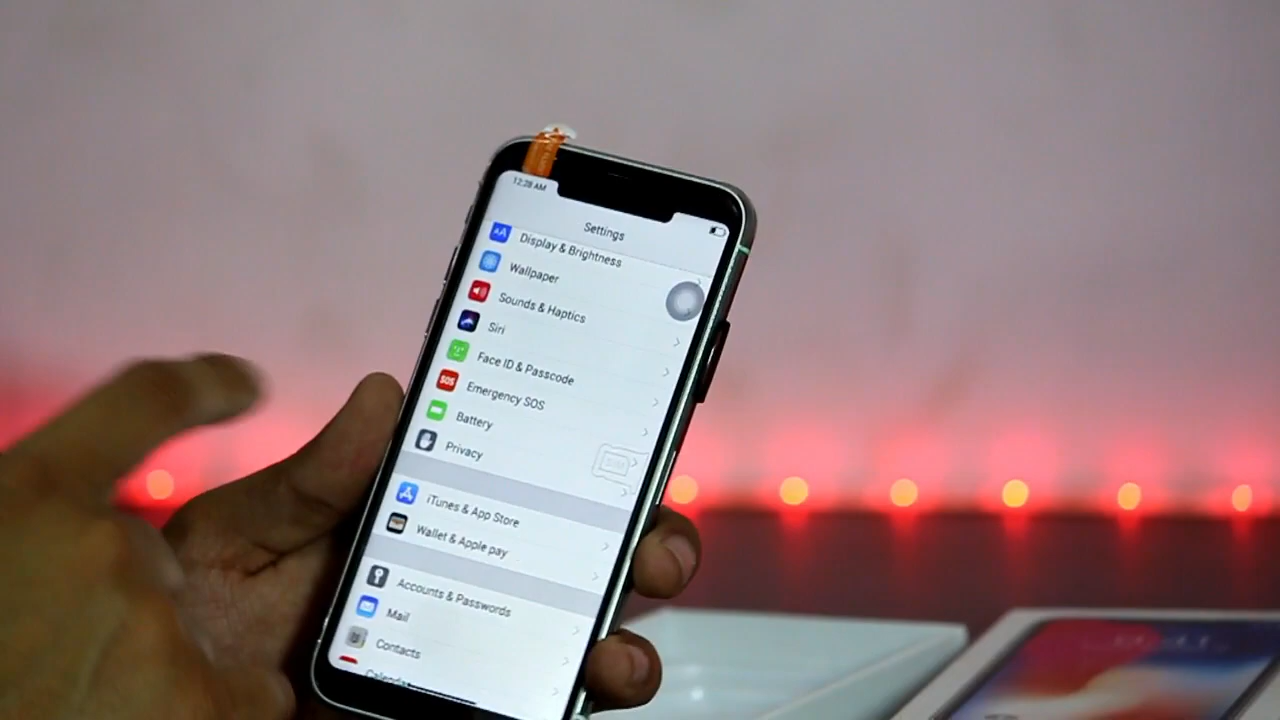 12:28 AM
Settings
Display & Brightness
Wallpaper
Sounds & Haptics
Siri
Face ID & Passcode
SOS
Emergency SOS
Battery
Privacy
iTunes & App Store
Wallet & Apple pay
Accounts & Passwords
Mail
Contacts
Calendar